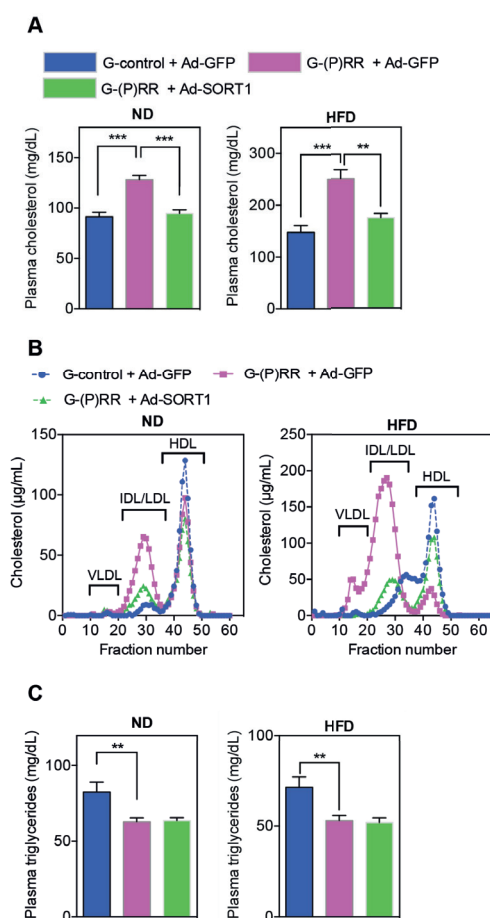 A
G-control + Ad-GFP G-(P)RR + Ad-GFP
G-(P)RR + Ad-SORT1
ND HFD
Plasma cholesterol (mg/dL)
150
100
50
0
*** ***
Plasma cholesterol (mg/dL)
300
200
100
0
*** **
B
G-control + Ad-GFP G-(P)RR + Ad-GFP
G-(P)RR + Ad-SORT1
ND HFD
Cholesterol (µg/mL)
150
100
50
0
HDL
IDL/LDL
VLDL
0 10 20 30 40 50 60
Fraction number
Cholesterol (µg/mL)
250
200
150
100
50
0
IDL/LDL
HDL
VLDL
0 10 20 30 40 50 60
Fraction number
C
ND HFD
Plasma triglycerides (mg/dL)
100
50
0
**
Plasma triglycerides (mg/dL)
100
50
0
**